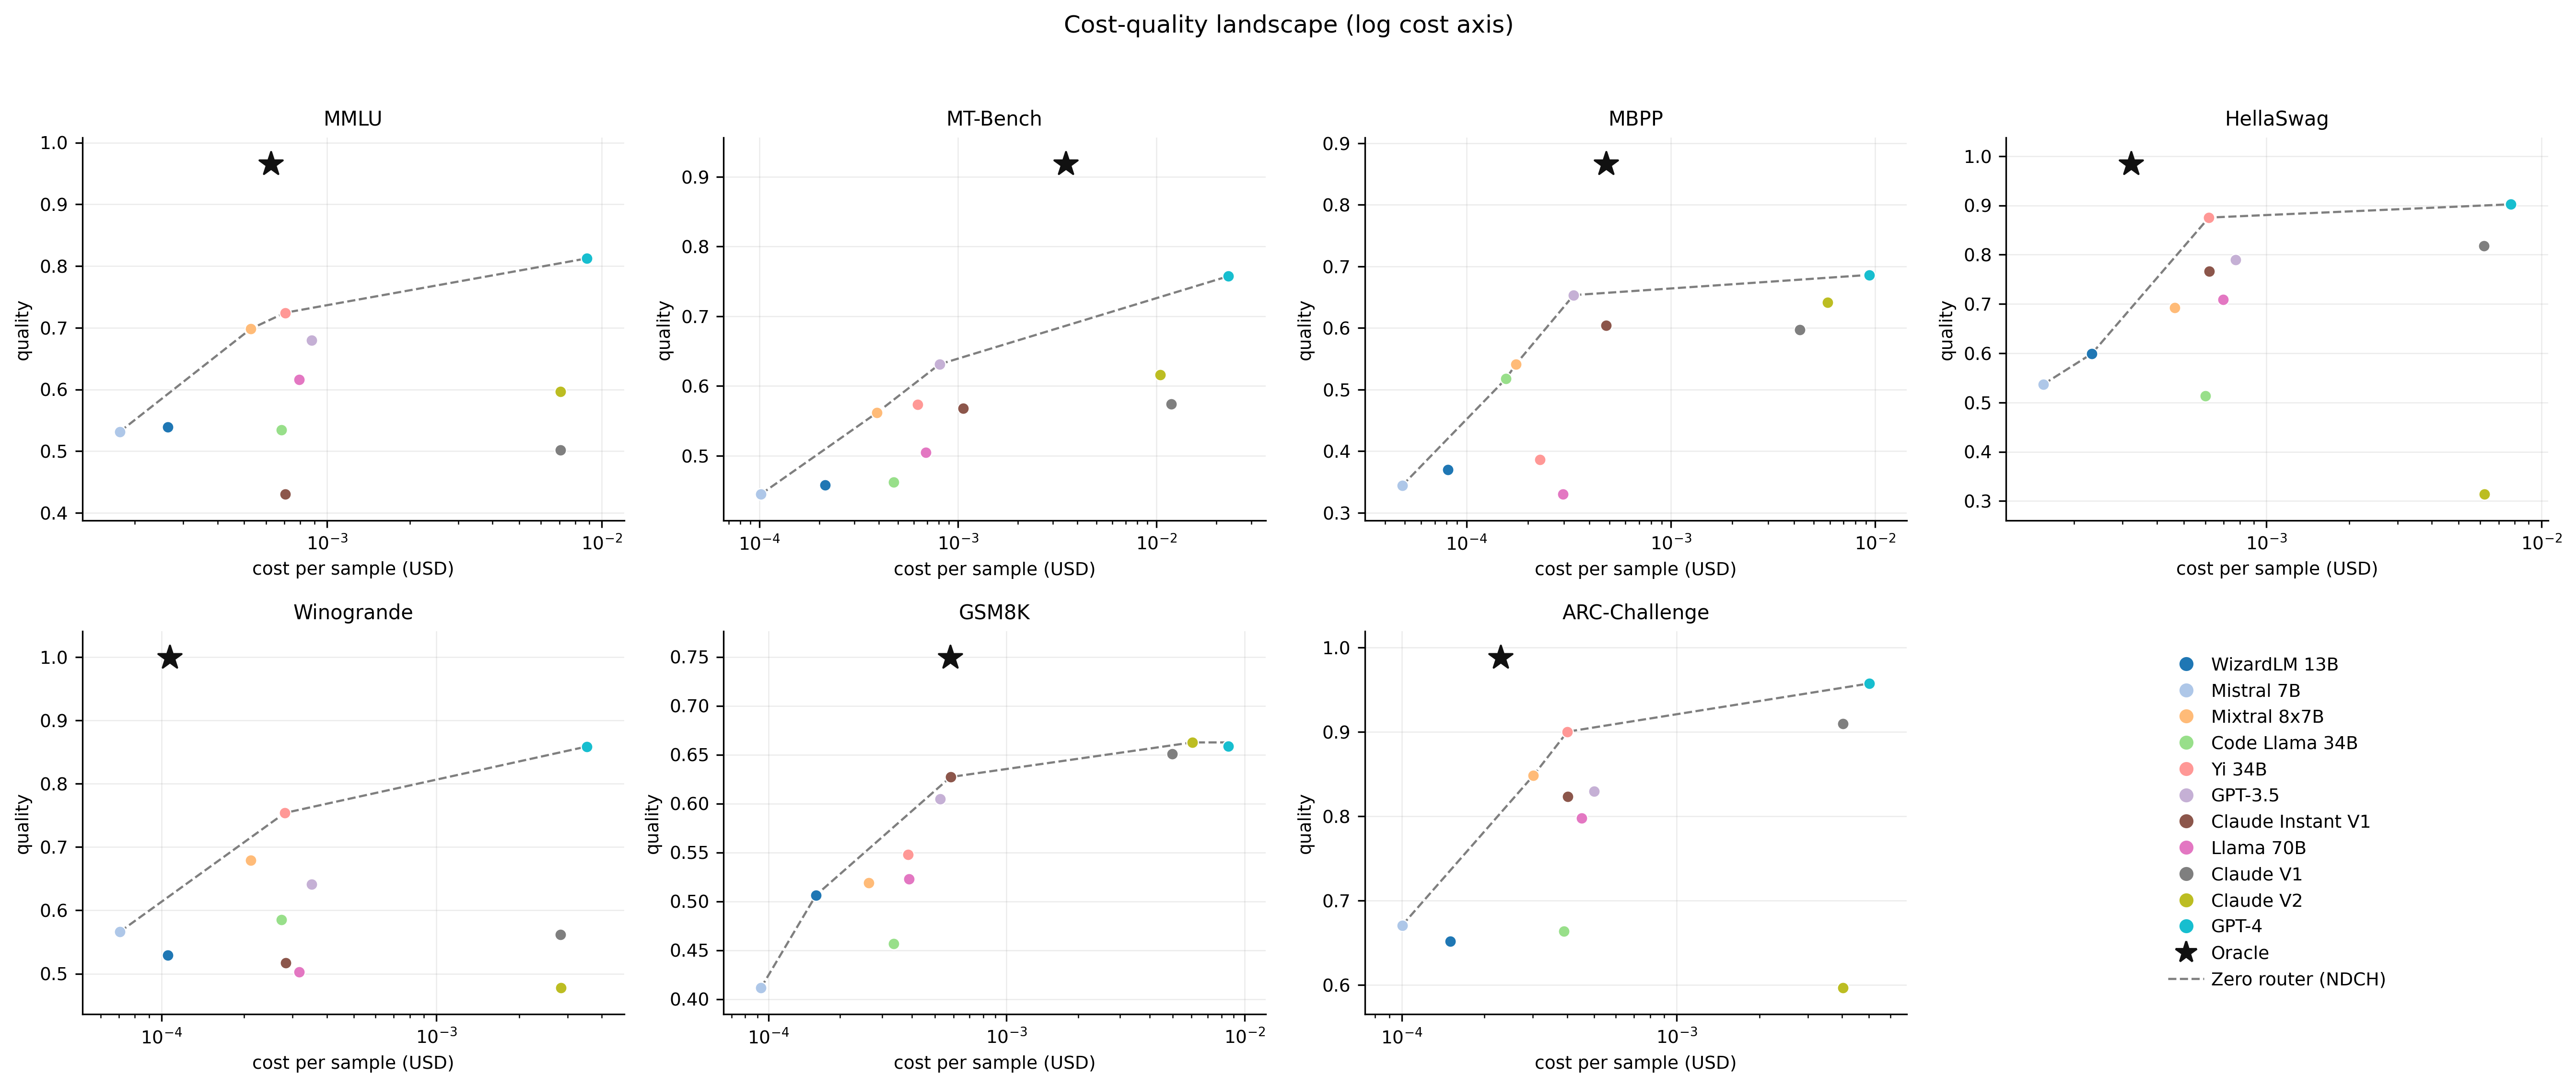 Cost-quality landscape (log cost axis)
MMLU
1.0
0.9
0.8
0.7
0.6
0.5
0.4
quality
10⁻³
10⁻²
cost per sample (USD)
MT-Bench
0.9
0.8
0.7
0.6
0.5
quality
10⁻⁴
10⁻³
10⁻²
cost per sample (USD)
MBPP
0.9
0.8
0.7
0.6
0.5
0.4
0.3
quality
10⁻⁴
10⁻³
10⁻²
cost per sample (USD)
HellaSwag
1.0
0.9
0.8
0.7
0.6
0.5
0.4
0.3
quality
10⁻³
10⁻²
cost per sample (USD)
Winogrande
1.0
0.9
0.8
0.7
0.6
0.5
quality
10⁻⁴
10⁻³
cost per sample (USD)
GSM8K
0.75
0.70
0.65
0.60
0.55
0.50
0.45
0.40
quality
10⁻⁴
10⁻³
10⁻²
cost per sample (USD)
ARC-Challenge
1.0
0.9
0.8
0.7
0.6
quality
10⁻⁴
10⁻³
cost per sample (USD)
WizardLM 13B
Mistral 7B
Mixtral 8x7B
Code Llama 34B
Yi 34B
GPT-3.5
Claude Instant V1
Llama 70B
Claude V1
Claude V2
GPT-4
Oracle
Zero router (NDCH)